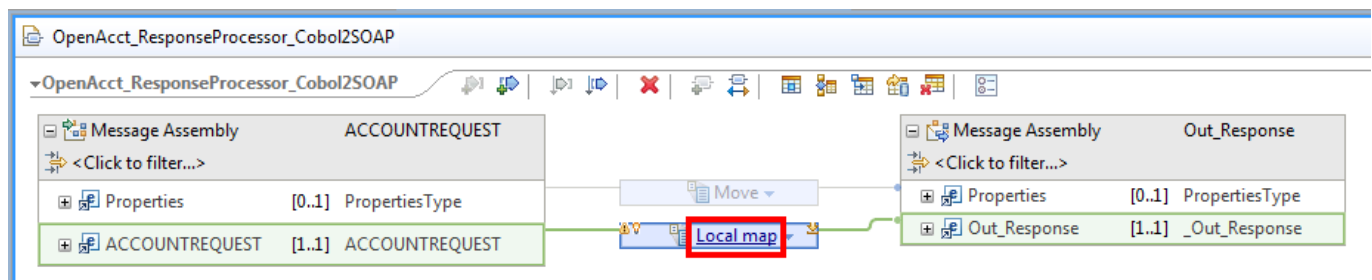 OpenAcct_ResponseProcessor_Cobol2SOAP
OpenAcct_ResponseProcessor_Cobol2SOAP
Message Assembly ACCOUNTREQUEST
<Click to filter...>
Properties [0..1] PropertiesType
ACCOUNTREQUEST [1..1] ACCOUNTREQUEST
Move
Local map
Message Assembly Out_Response
<Click to filter...>
Properties [0..1] PropertiesType
Out_Response [1..1] _Out_Response